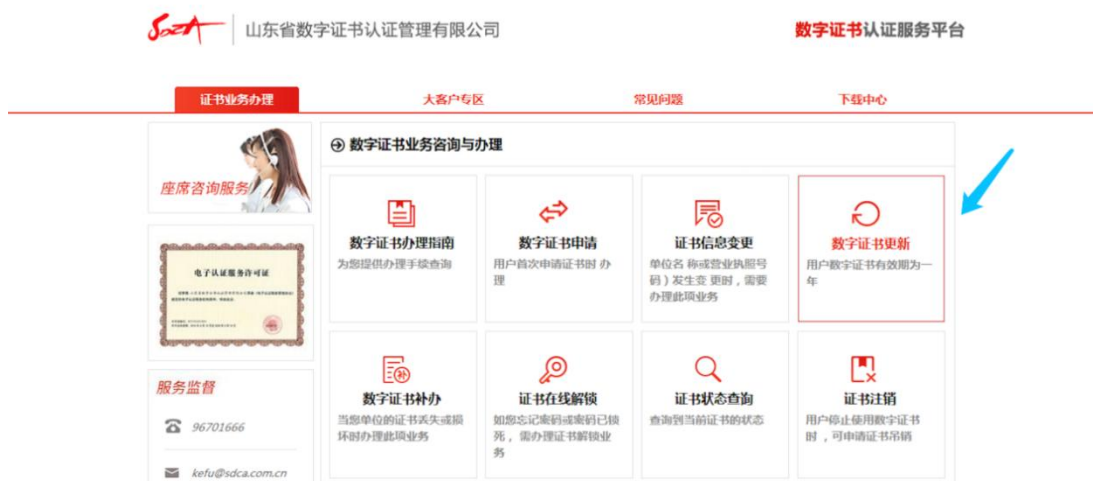 SDCA
山东省数字证书认证管理有限公司
数字证书认证服务平台
证书业务办理
大客户专区
常见问题
下载中心
座席咨询服务
数字证书业务咨询与办理
数字证书办理指南
为您提供办理手续查询
数字证书申请
用户首次申请证书时 办
理
证书信息变更
单位名 称或营业执照号
码）发生变 更时，需要
办理此项业务
数字证书更新
用户数字证书有效期为一
年
电子认证服务许可证
服务监督
96701666
kefu@sdca.com.cn
补
数字证书补办
当您单位的证书丢失或损
坏时办理此项业务
证书在线解锁
如您忘记密码或密码已锁
死， 需办理证书解锁业
务
证书状态查询
查询到当前证书的状态
证书注销
用户停止使用数字证书
时 ，可申请证书吊销